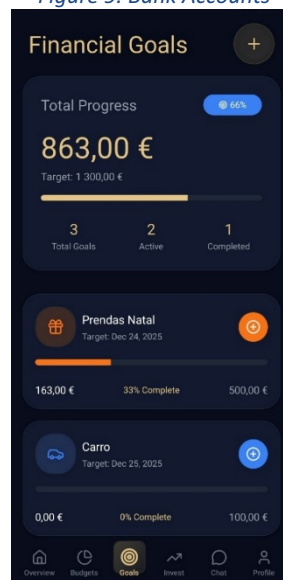 Figure 9: Bank Accounts
Financial Goals
Total Progress
66%
863,00 €
Target: 1 300,00 €
3 2 1
Total Goals Active Completed
Prendas Natal
Target: Dec 24, 2025
163,00 € 33% Complete 500,00 €
Carro
Target: Dec 25, 2025
0,00 € 0% Complete 100,00 €
Overview Budgets Goals Invest Chat Profile